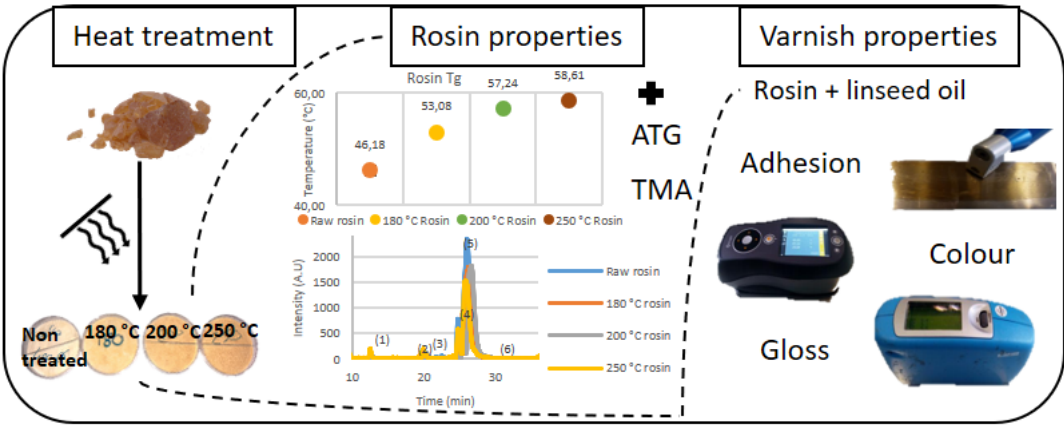 Heat treatment
Non
treated
180 °C
200 °C
250 °C
180
Rosin properties
Rosin Tg
Temperature (°C)
60,00
40,00
46,18
53,08
57,24
58,61
Raw rosin
180 °C Rosin
200 °C Rosin
250 °C Rosin
ATG
TMA
Intensity (A.U)
2000
1500
1000
500
0
10
20
30
Time (min)
(1)
(2)
(3)
(4)
(5)
(6)
Raw rosin
180 °C rosin
200 °C rosin
250 °C rosin
Varnish properties
Rosin + linseed oil
Adhesion
Colour
Gloss